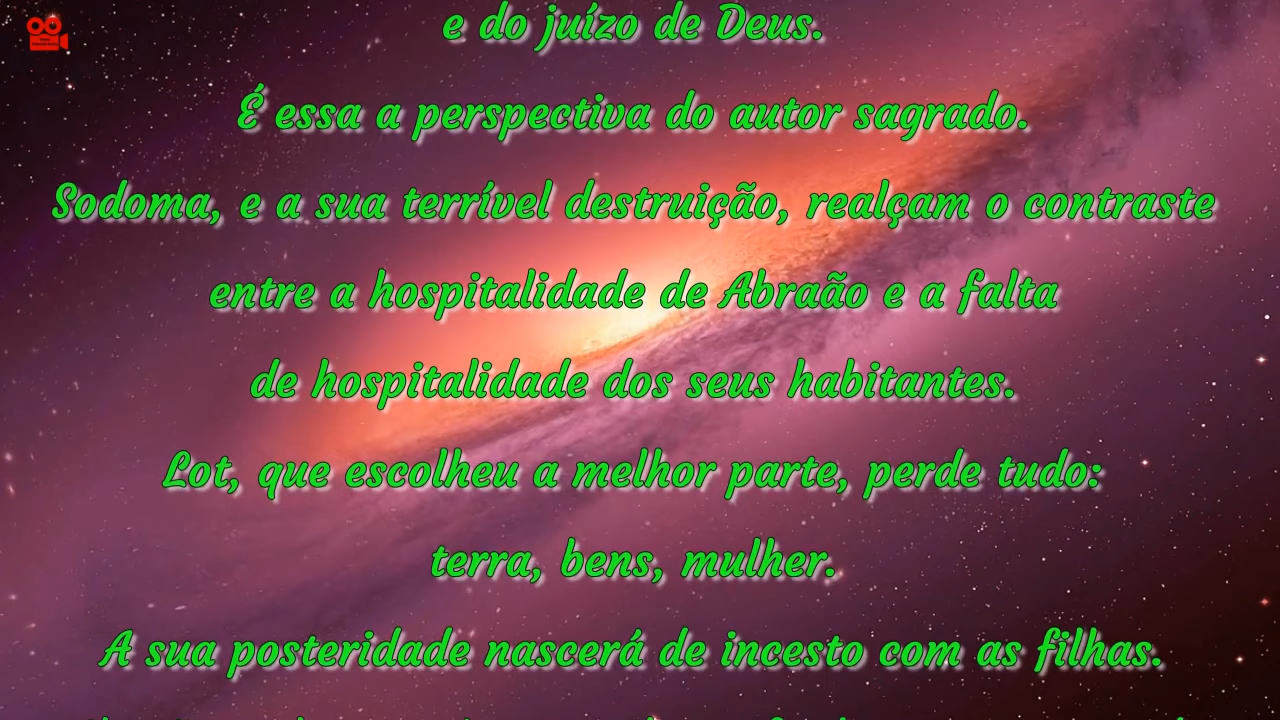 e do juízo de Deus.
É essa a perspectiva do autor sagrado.
Sodoma, e a sua terrível destruição, realçam o contraste
entre a hospitalidade de Abraão e a falta
de hospitalidade dos seus habitantes.
Lot, que escolheu a melhor parte, perde tudo:
terra, bens, mulher.
A sua posteridade nascerá de incesto com as filhas.